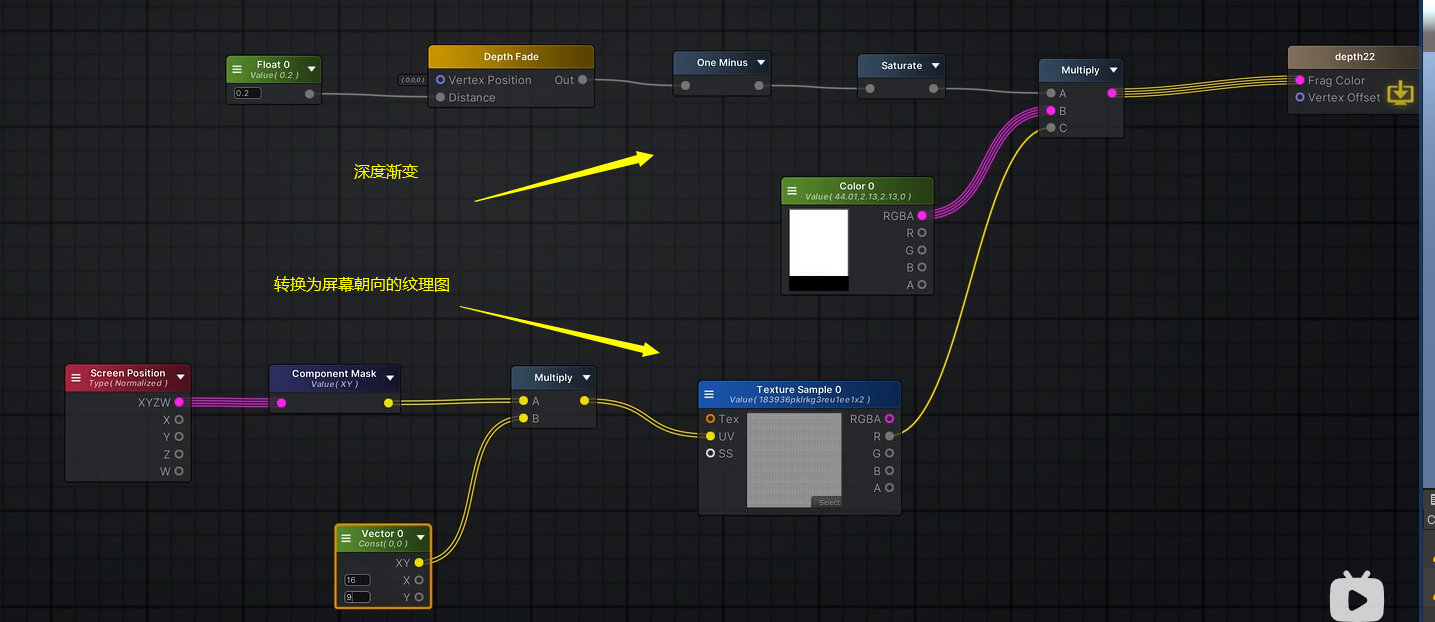 Float 0
Value( 0.2 )
0.2
Depth Fade
( 0,0,0 )
Vertex Position
Out
Distance
One Minus
Saturate
Multiply
A
B
C
depth22
Frag Color
Vertex Offset
深度渐变
Color 0
Value( 44.01,2.13,2.13,0 )
RGBA
R
G
B
A
转换为屏幕朝向的纹理图
Screen Position
Type( Normalized )
XYZW
X
Y
Z
W
Component Mask
Value( XY )
Multiply
A
B
Texture Sample 0
Value( 183936pklrkg3reu1ee1x2 )
Tex
RGBA
UV
R
SS
G
B
A
Select
Vector 0
Const( 0,0 )
XY
16
X
9
Y